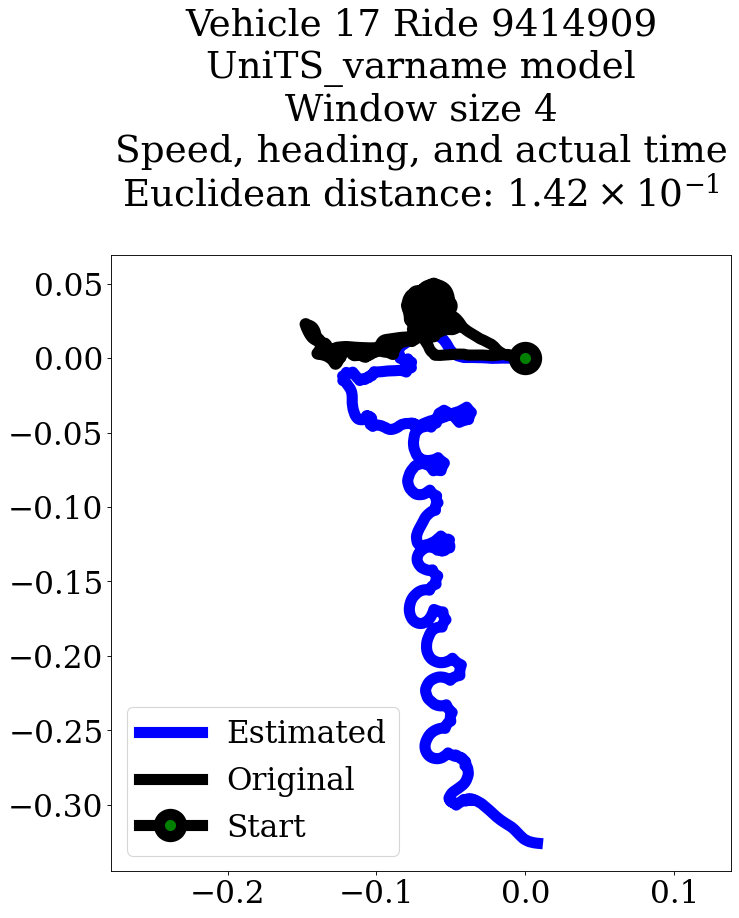 Vehicle 17 Ride 9414909
UniTS_varname model
Window size 4
Speed, heading, and actual time
Euclidean distance: 1.42 × 10⁻¹
0.05
0.00
−0.05
−0.10
−0.15
−0.20
−0.25
−0.30
Estimated
Original
Start
−0.2
−0.1
0.0
0.1